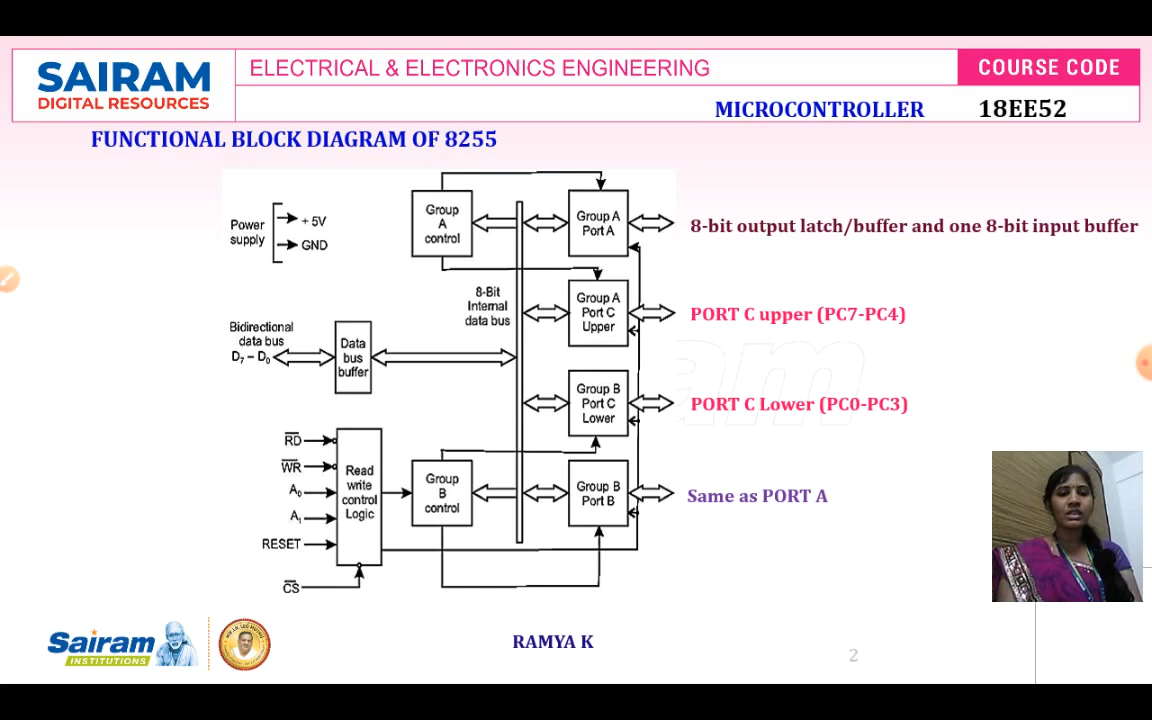 SAIRAM
DIGITAL RESOURCES
ELECTRICAL & ELECTRONICS ENGINEERING
COURSE CODE
MICROCONTROLLER
18EE52
FUNCTIONAL BLOCK DIAGRAM OF 8255
Power
supply
+ 5V
GND
Group
A
control
Group A
Port A
8-bit output latch/buffer and one 8-bit input buffer
8-Bit
Internal
data bus
Group A
Port C
Upper
PORT C upper (PC7-PC4)
Bidirectional
data bus
D₇ – D₀
Data
bus
buffer
Group B
Port C
Lower
PORT C Lower (PC0-PC3)
R̅D̅
W̅R̅
A₀
A₁
RESET
C̅S̅
Read
write
control
Logic
Group
B
control
Group B
Port B
Same as PORT A
am
Sairam
INSTITUTIONS
RAMYA K
2